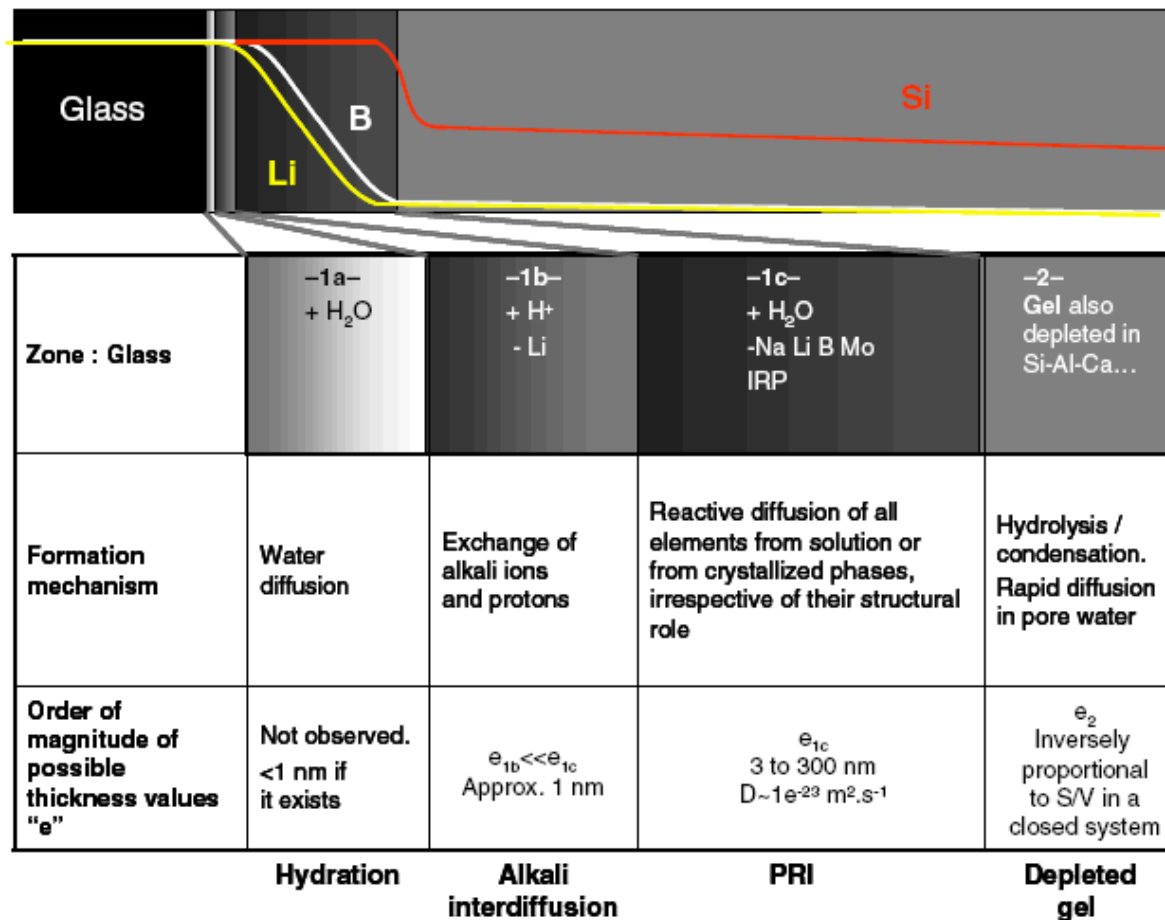 Glass
B
Li
Si
Zone : Glass
–1a–
+ H₂O
–1b–
+ H⁺
- Li
–1c–
+ H₂O
-Na Li B Mo
IRP
–2–
Gel also
depleted in
Si-Al-Ca…
Formation
mechanism
Water
diffusion
Exchange of
alkali ions
and protons
Reactive diffusion of all
elements from solution or
from crystallized phases,
irrespective of their structural
role
Hydrolysis /
condensation.
Rapid diffusion
in pore water
Order of
magnitude of
possible
thickness values
“e”
Not observed.
<1 nm if
it exists
e₁b<<e₁c
Approx. 1 nm
e₁c
3 to 300 nm
D~1e⁻²³ m².s⁻¹
e₂
Inversely
proportional
to S/V in a
closed system
Hydration
Alkali
interdiffusion
PRI
Depleted
gel